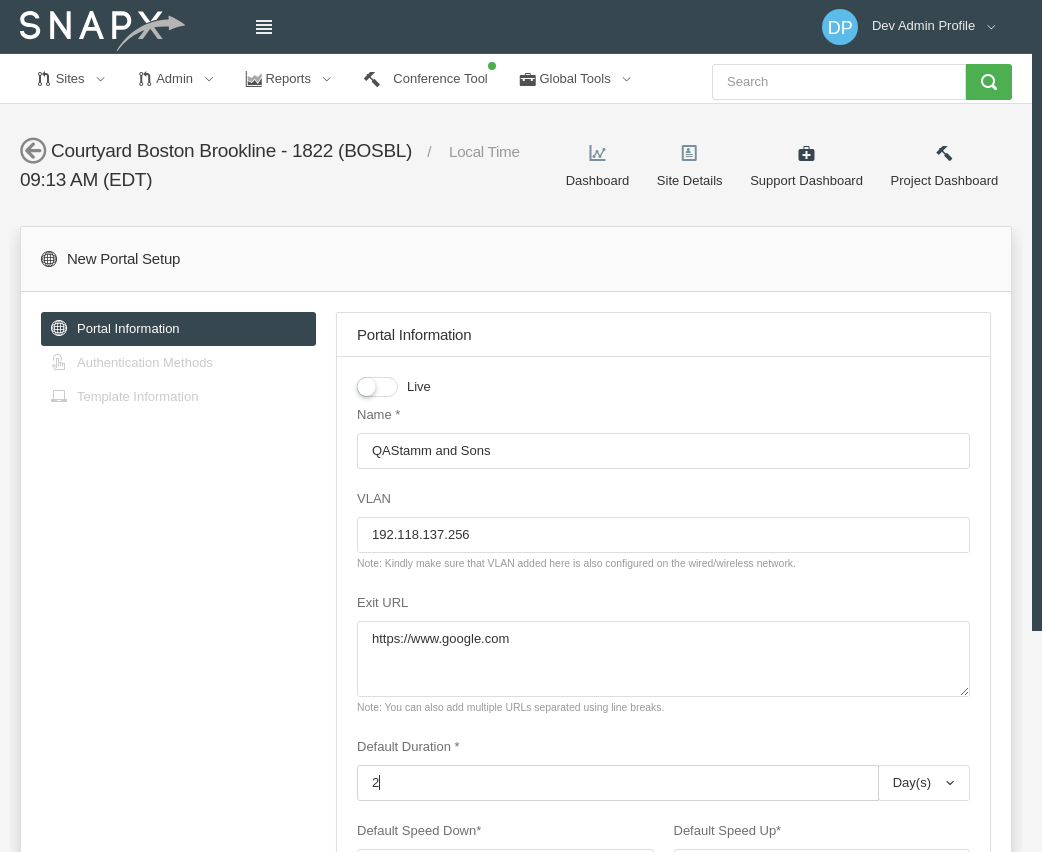 SNAPX
DP
Dev Admin Profile
Sites
Admin
Reports
Conference Tool
Global Tools
Search
Courtyard Boston Brookline - 1822 (BOSBL) / Local Time
09:13 AM (EDT)
Dashboard
Site Details
Support Dashboard
Project Dashboard
New Portal Setup
Portal Information
Authentication Methods
Template Information
Portal Information
Live
Name *
QAStamm and Sons
VLAN
192.118.137.256
Note: Kindly make sure that VLAN added here is also configured on the wired/wireless network.
Exit URL
https://www.google.com
Note: You can also add multiple URLs separated using line breaks.
Default Duration *
2
Day(s)
Default Speed Down*
Default Speed Up*